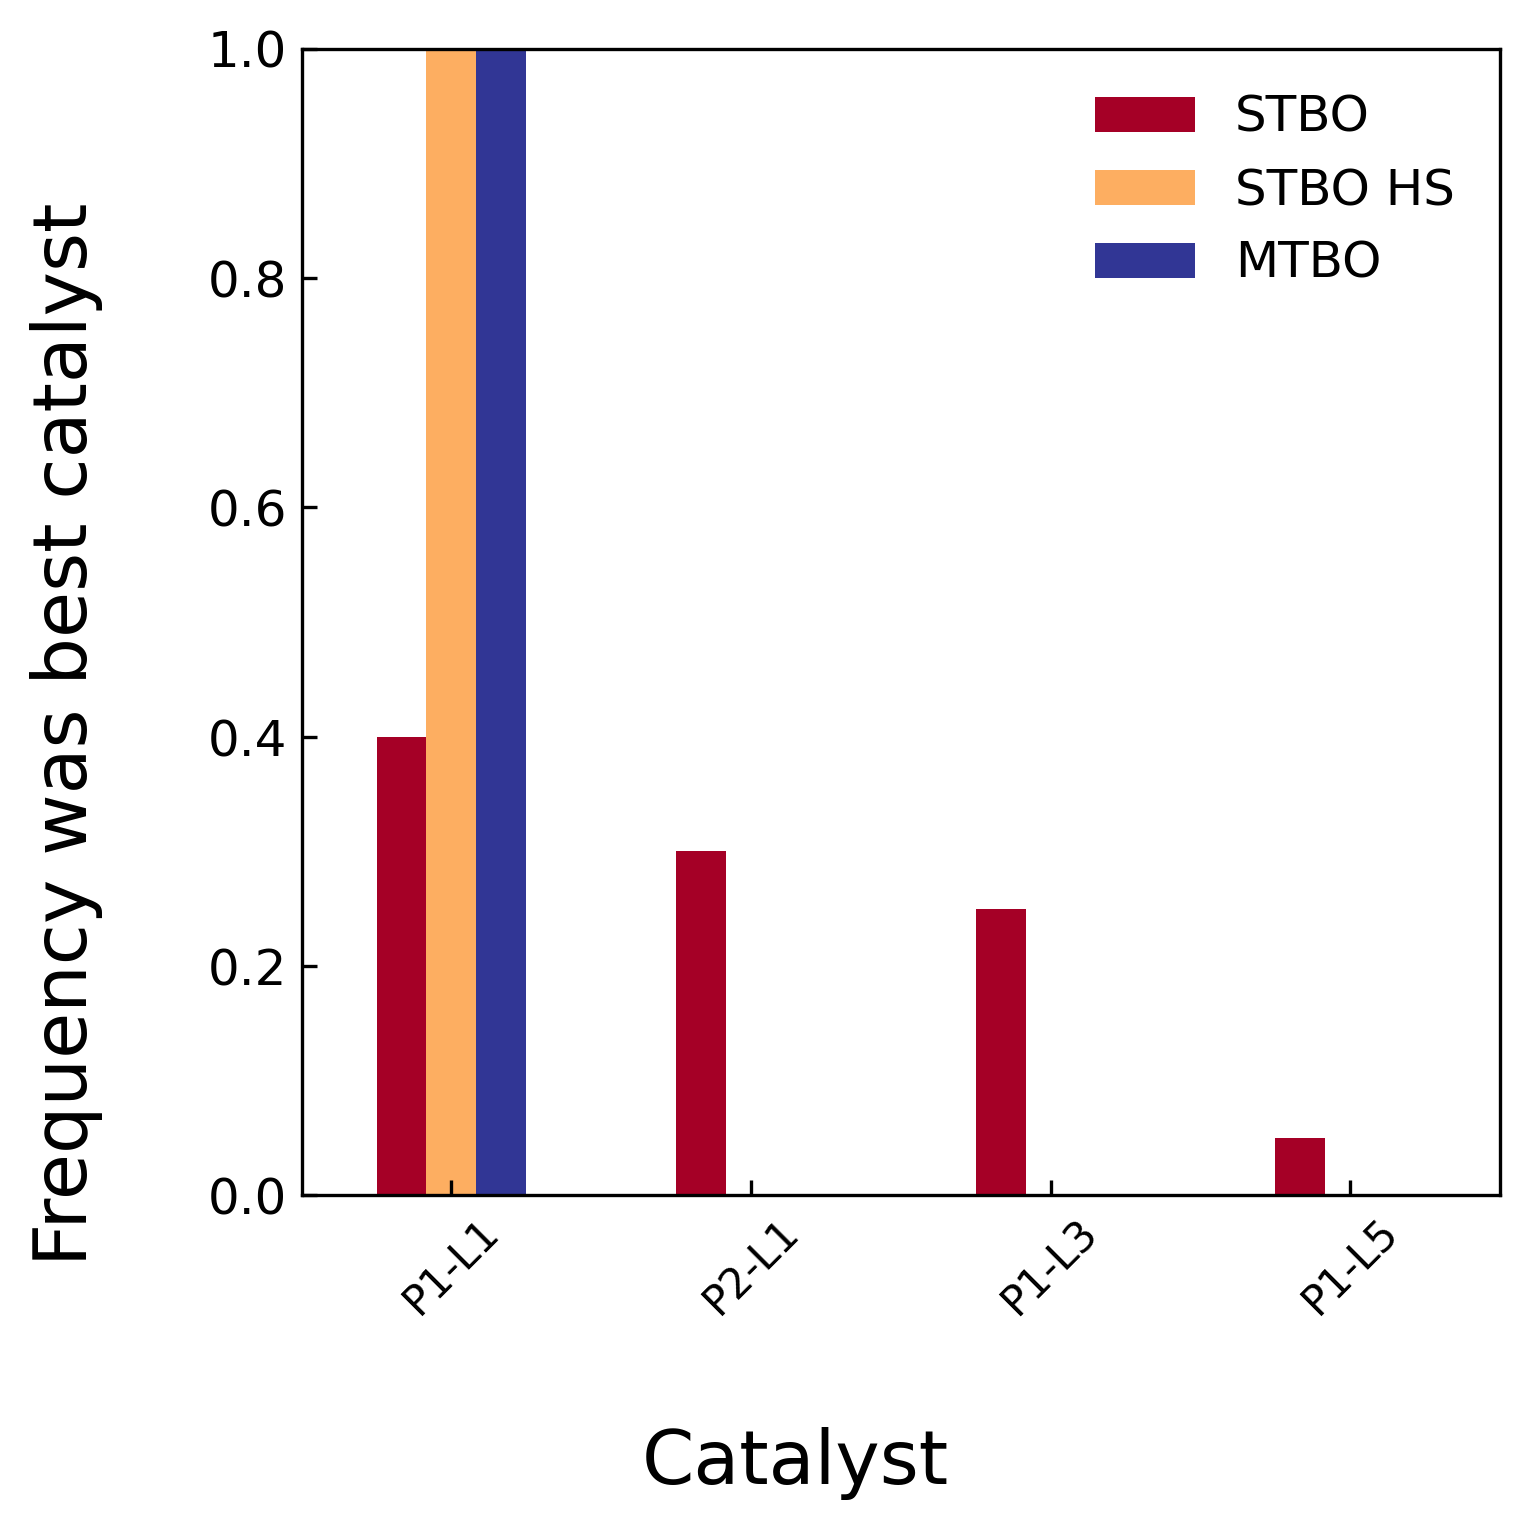 Frequency was best catalyst
1.0
0.8
0.6
0.4
0.2
0.0
STBO
STBO HS
MTBO
P1-L1
P2-L1
P1-L3
P1-L5
Catalyst